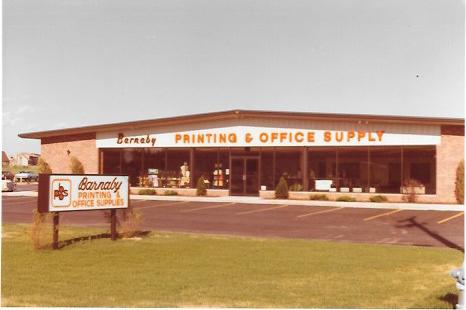 Barnaby PRINTING & OFFICE SUPPLY
Barnaby
PRINTING &
OFFICE SUPPLIES